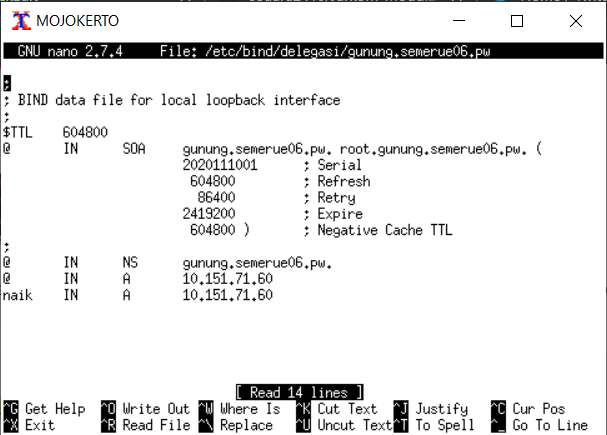 MOJOKERTO
GNU nano 2.7.4 File: /etc/bind/delegasi/gunung.semerue06.pw
;
; BIND data file for local loopback interface
;
$TTL 604800
@ IN SOA gunung.semerue06.pw. root.gunung.semerue06.pw. (
2020111001 ; Serial
604800 ; Refresh
86400 ; Retry
2419200 ; Expire
604800 ) ; Negative Cache TTL
;
@ IN NS gunung.semerue06.pw.
@ IN A 10.151.71.60
naik IN A 10.151.71.60
[ Read 14 lines ]
^G Get Help ^O Write Out ^W Where Is ^K Cut Text ^J Justify ^C Cur Pos
^X Exit ^R Read File ^\ Replace ^U Uncut Text ^T To Spell ^_ Go To Line